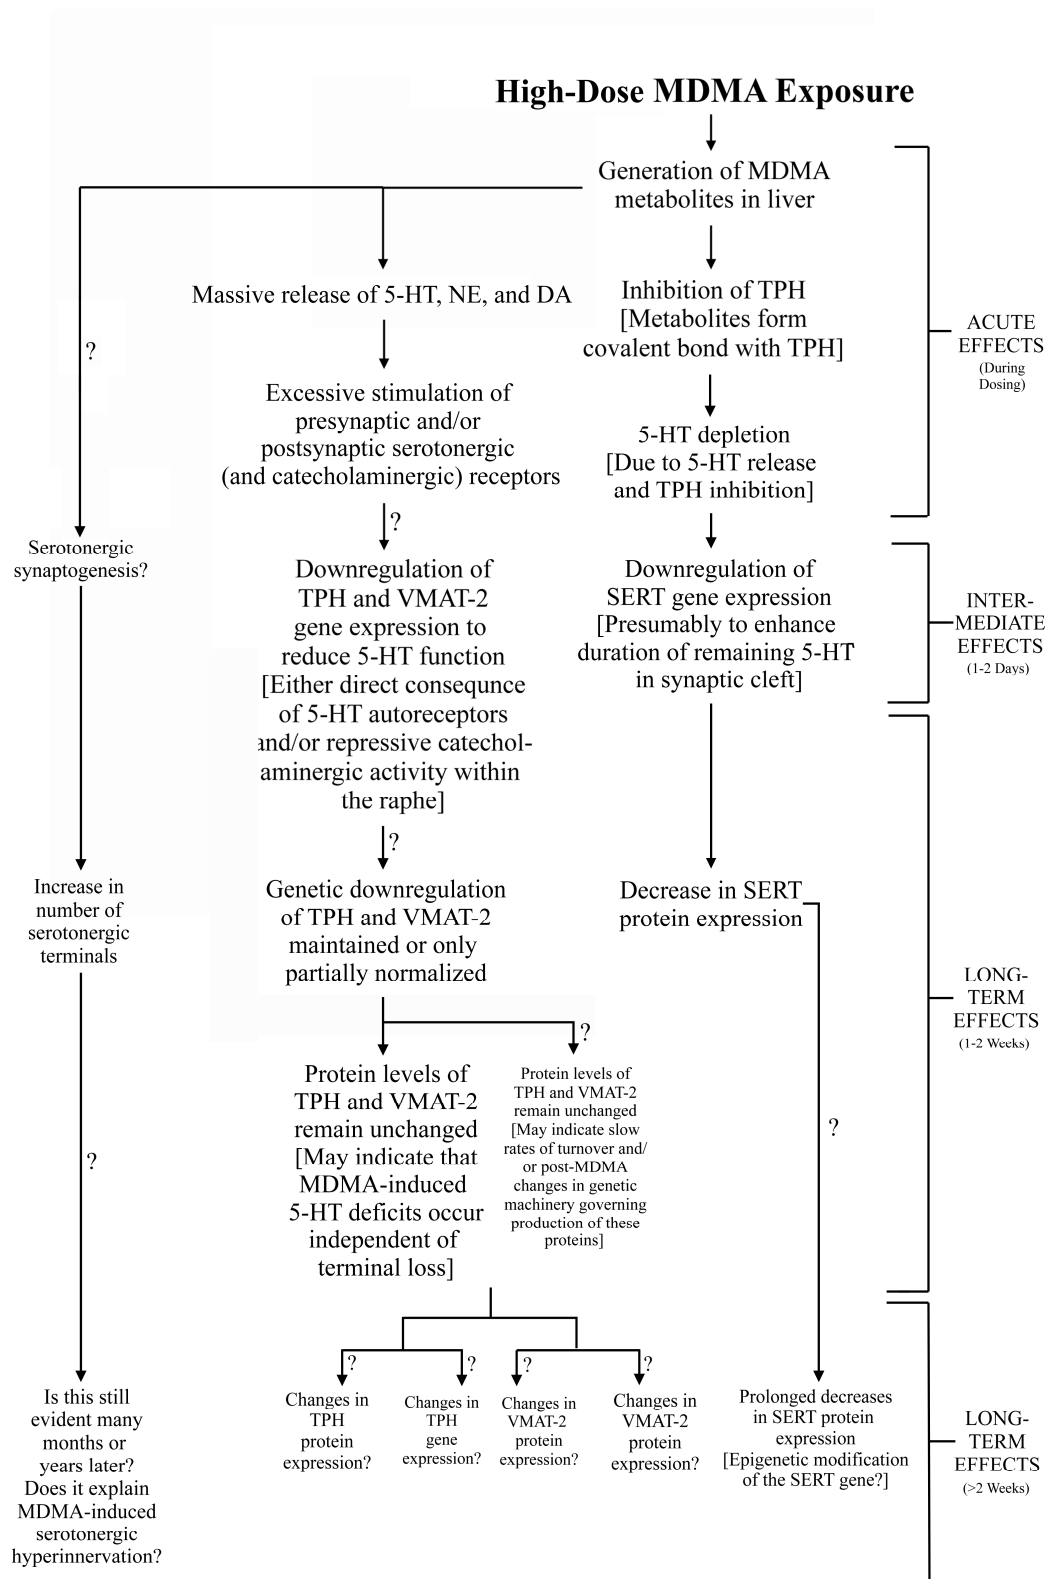 High-Dose MDMA Exposure
Generation of MDMA
metabolites in liver
Massive release of 5-HT, NE, and DA
Inhibition of TPH
[Metabolites form
covalent bond with TPH]
ACUTE
EFFECTS
(During
Dosing)
?
Excessive stimulation of
presynaptic and/or
postsynaptic serotonergic
(and catecholaminergic) receptors
5-HT depletion
[Due to 5-HT release
and TPH inhibition]
?
Serotonergic
synaptogenesis?
Downregulation of
TPH and VMAT-2
gene expression to
reduce 5-HT function
[Either direct consequnce
of 5-HT autoreceptors
and/or repressive catechol-
aminergic activity within
the raphe]
Downregulation of
SERT gene expression
[Presumably to enhance
duration of remaining 5-HT
in synaptic cleft]
INTER-
MEDIATE
EFFECTS
(1-2 Days)
?
Increase in
number of
serotonergic
terminals
Genetic downregulation
of TPH and VMAT-2
maintained or only
partially normalized
Decrease in SERT
protein expression
LONG-
TERM
EFFECTS
(1-2 Weeks)
?
Protein levels of
TPH and VMAT-2
remain unchanged
[May indicate that
MDMA-induced
5-HT deficits occur
independent of
terminal loss]
Protein levels of
TPH and VMAT-2
remain unchanged
[May indicate slow
rates of turnover and/
or post-MDMA
changes in genetic
machinery governing
production of these
proteins]
?
?
?
?
?
?
Is this still
evident many
months or
years later?
Does it explain
MDMA-induced
serotonergic
hyperinnervation?
Changes in
TPH
protein
expression?
Changes in
TPH
gene
expression?
Changes in
VMAT-2
protein
expression?
Changes in
VMAT-2
protein
expression?
Prolonged decreases
in SERT protein
expression
[Epigenetic modification
of the SERT gene?]
LONG-
TERM
EFFECTS
(>2 Weeks)